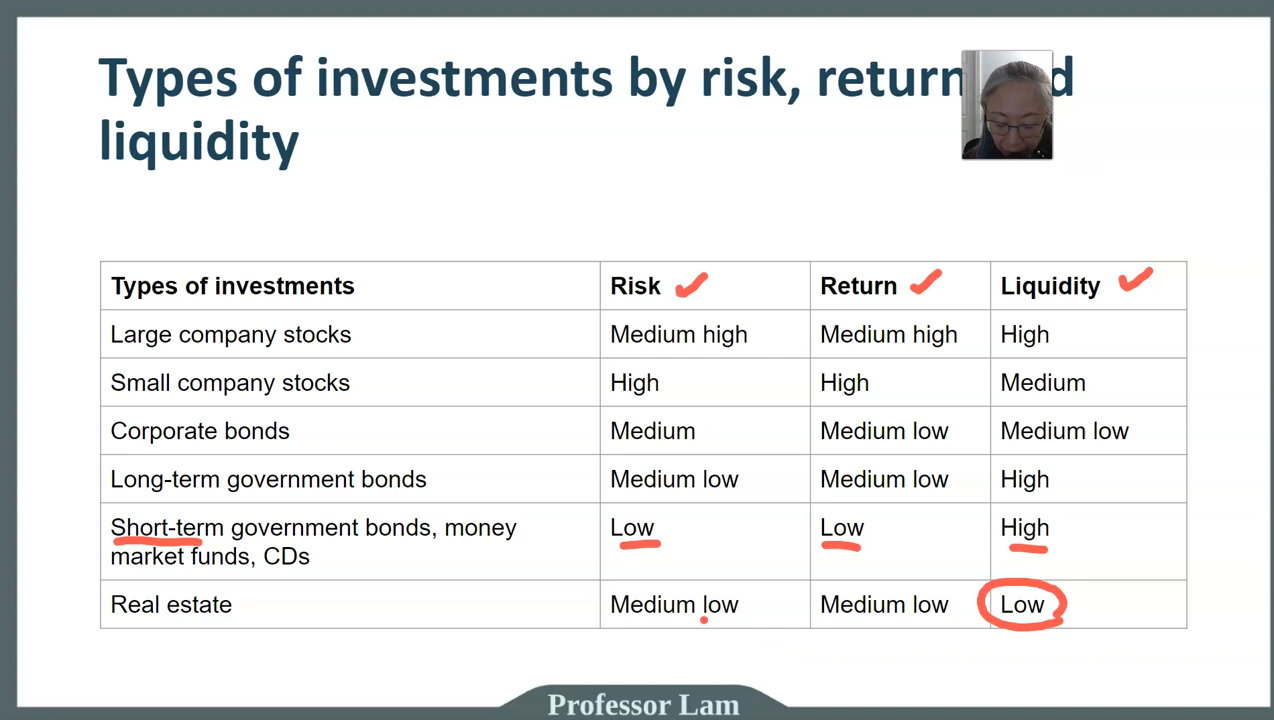 Types of investments by risk, return d
liquidity
Types of investments Risk Return Liquidity
Large company stocks Medium high Medium high High
Small company stocks High High Medium
Corporate bonds Medium Medium low Medium low
Long-term government bonds Medium low Medium low High
Short-term government bonds, money Low Low High
market funds, CDs
Real estate Medium low Medium low Low
Professor Lam